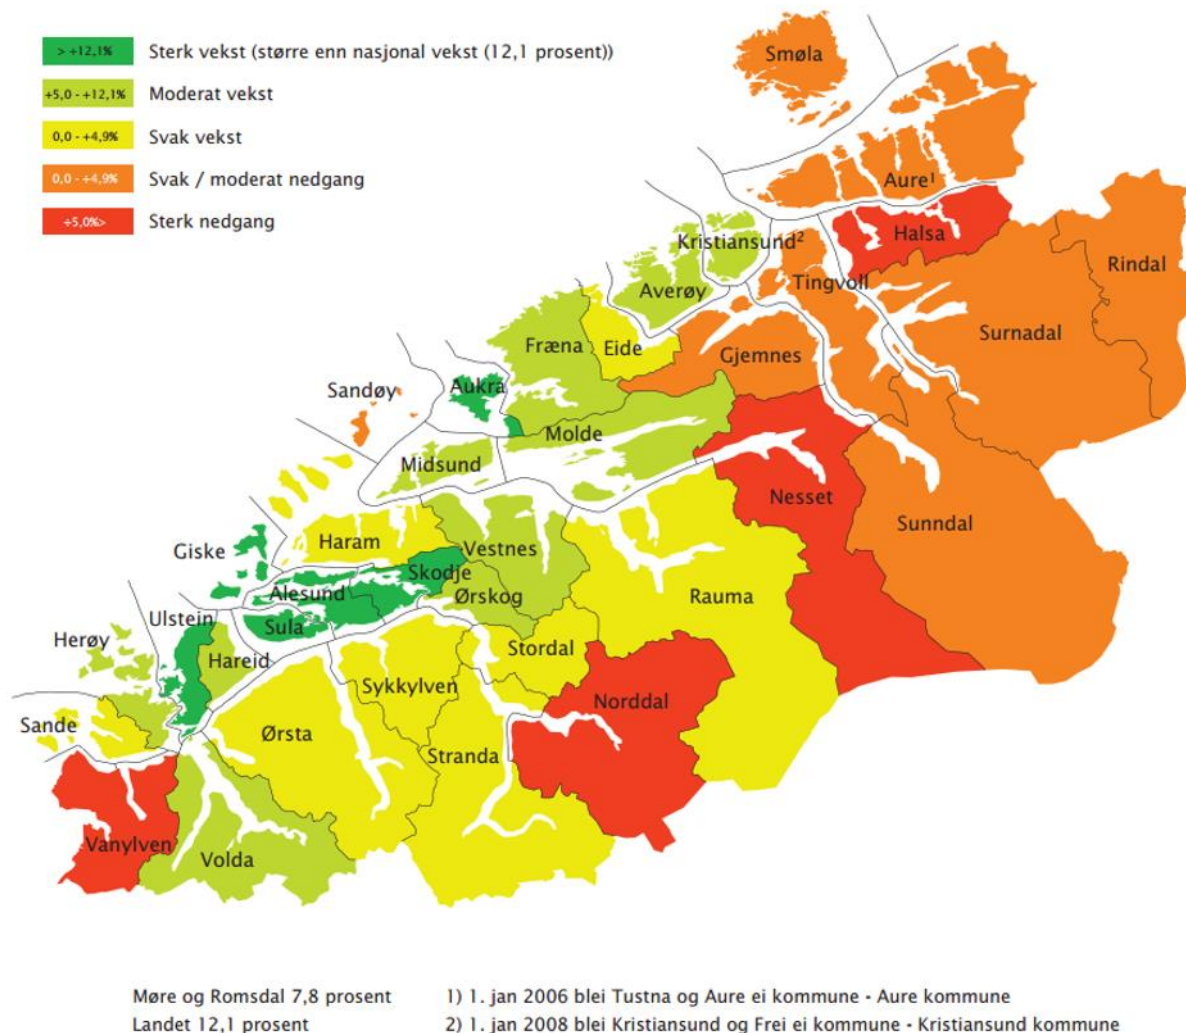 > +12,1% Sterk vekst (større enn nasjonal vekst (12,1 prosent))
+5,0 - +12,1% Moderat vekst
0,0 - +4,9% Svak vekst
0,0 - ÷4,9% Svak / moderat nedgang
÷5,0%> Sterk nedgang
Smøla
Aure¹
Halsa
Kristiansund²
Rindal
Tingvoll
Averøy
Surnadal
Fræna
Eide
Gjemnes
Sandøy
Aukra
Molde
Midsund
Nesset
Sunndal
Haram
Vestnes
Giske
Skodje
Ålesund
Ørskog
Rauma
Ulstein
Sula
Herøy
Hareid
Stordal
Sykkylven
Norddal
Sande
Ørsta
Stranda
Vanylven
Volda
Møre og Romsdal 7,8 prosent
Landet 12,1 prosent
1) 1. jan 2006 blei Tustna og Aure ei kommune - Aure kommune
2) 1. jan 2008 blei Kristiansund og Frei ei kommune - Kristiansund kommune